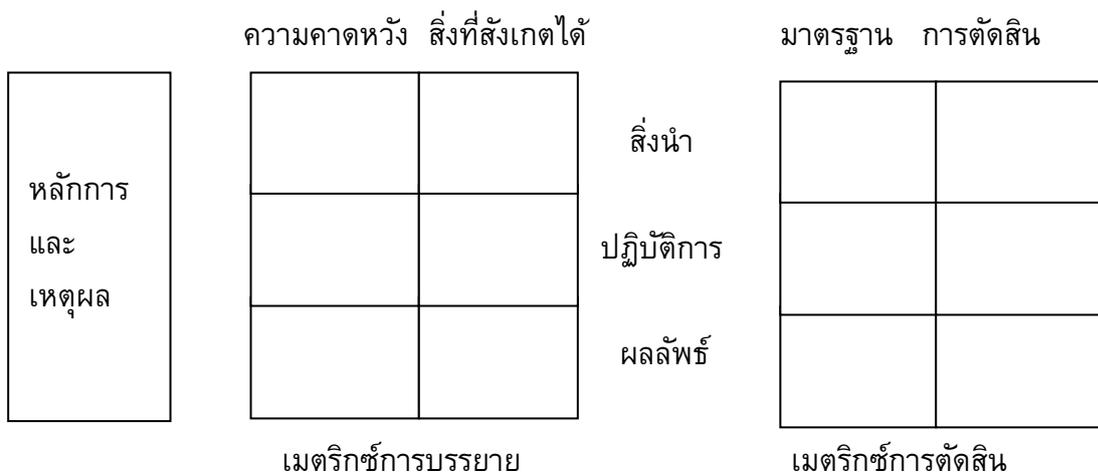 ความคาดหวัง สิ่งที่สังเกตได้ มาตรฐาน การตัดสิน
สิ่งนำ
หลักการ
และ
ปฏิบัติการ
เหตุผล
ผลลัพธ์
เมตริกซ์การบรรยาย เมตริกซ์การตัดสิน